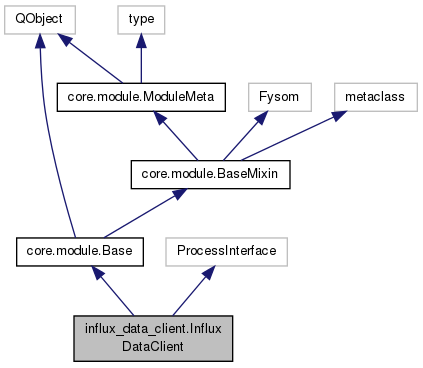 QObject
type
core.module.ModuleMeta
Fysom
metaclass
core.module.BaseMixin
core.module.Base
ProcessInterface
influx_data_client.Influx
DataClient